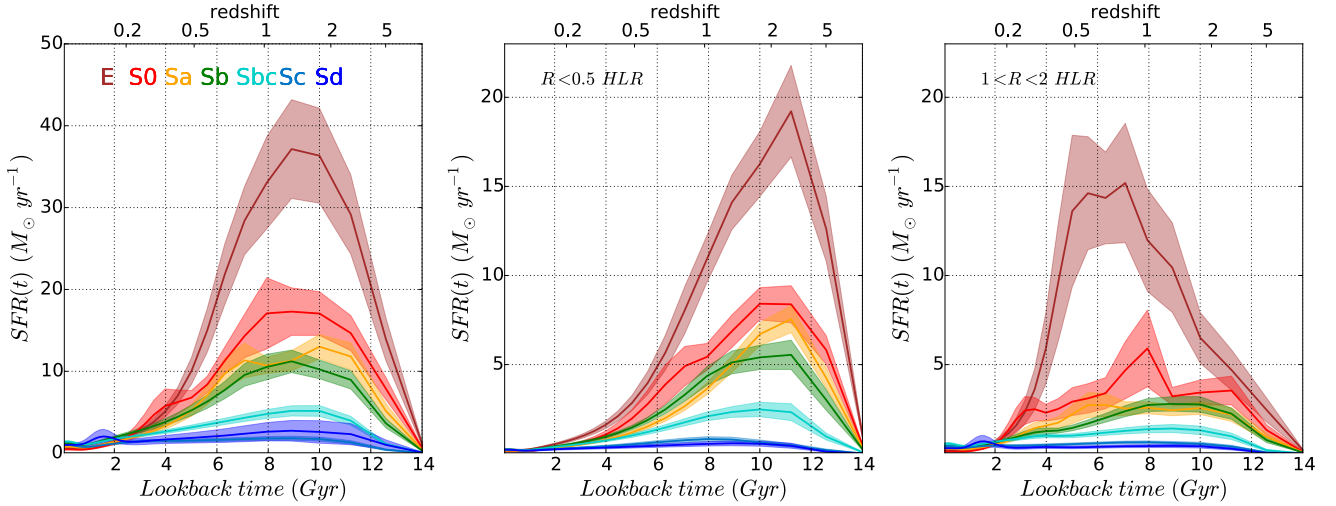 redshift
0.2 0.5 1 2 5
50
40
30
20
10
0
SFR(t) (M⊙ yr−1)
E S0 Sa Sb Sbc Sc Sd
2 4 6 8 10 12 14
Lookback time (Gyr)
redshift
0.2 0.5 1 2 5
20
15
10
5
SFR(t) (M⊙ yr−1)
R<0.5 HLR
2 4 6 8 10 12 14
Lookback time (Gyr)
redshift
0.2 0.5 1 2 5
20
15
10
5
SFR(t) (M⊙ yr−1)
1<R<2 HLR
2 4 6 8 10 12 14
Lookback time (Gyr)